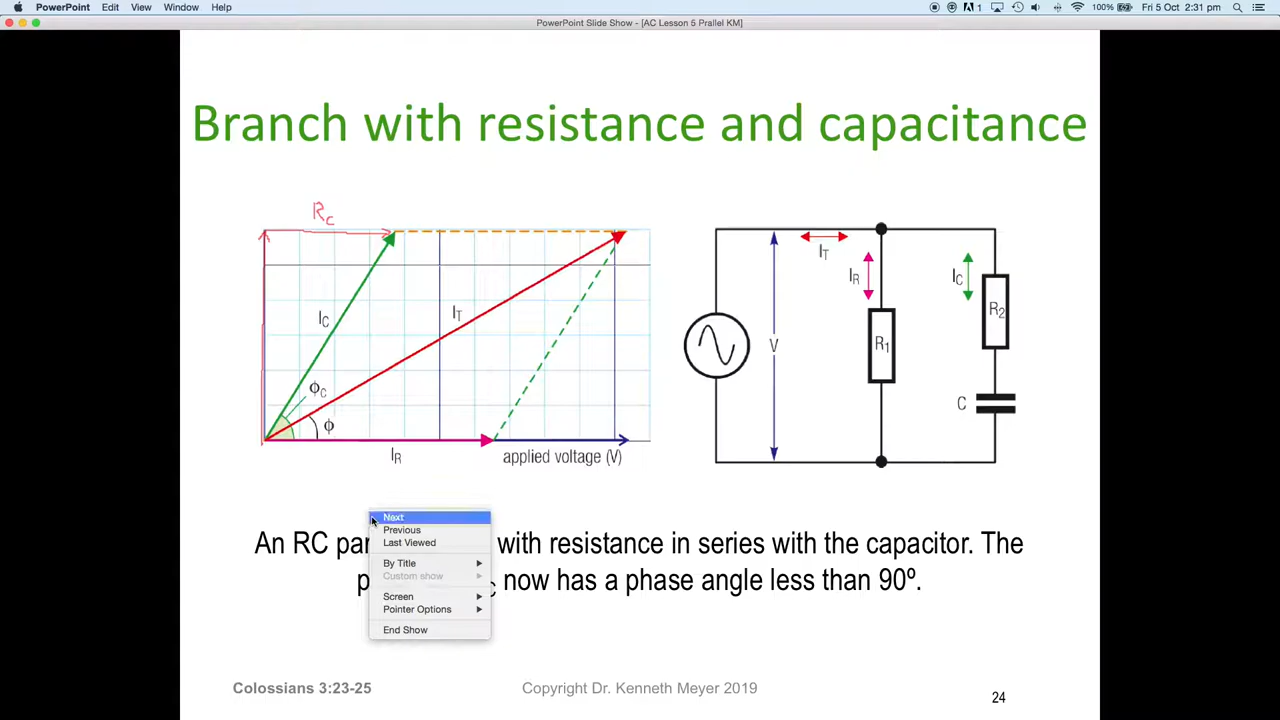 PowerPoint Edit View Window Help 1 100% Fri 5 Oct 2:31 pm
PowerPoint Slide Show - [AC Lesson 5 Prallel KM]
Branch with resistance and capacitance
RC
IC
IT
ϕC
ϕ
IR
applied voltage (V)
IT
IR
IC
R2
V
R1
C
Next
Previous
Last Viewed
By Title
Custom show
Screen
Pointer Options
End Show
An RC par with resistance in series with the capacitor. The
p C now has a phase angle less than 90º.
Colossians 3:23-25
Copyright Dr. Kenneth Meyer 2019
24